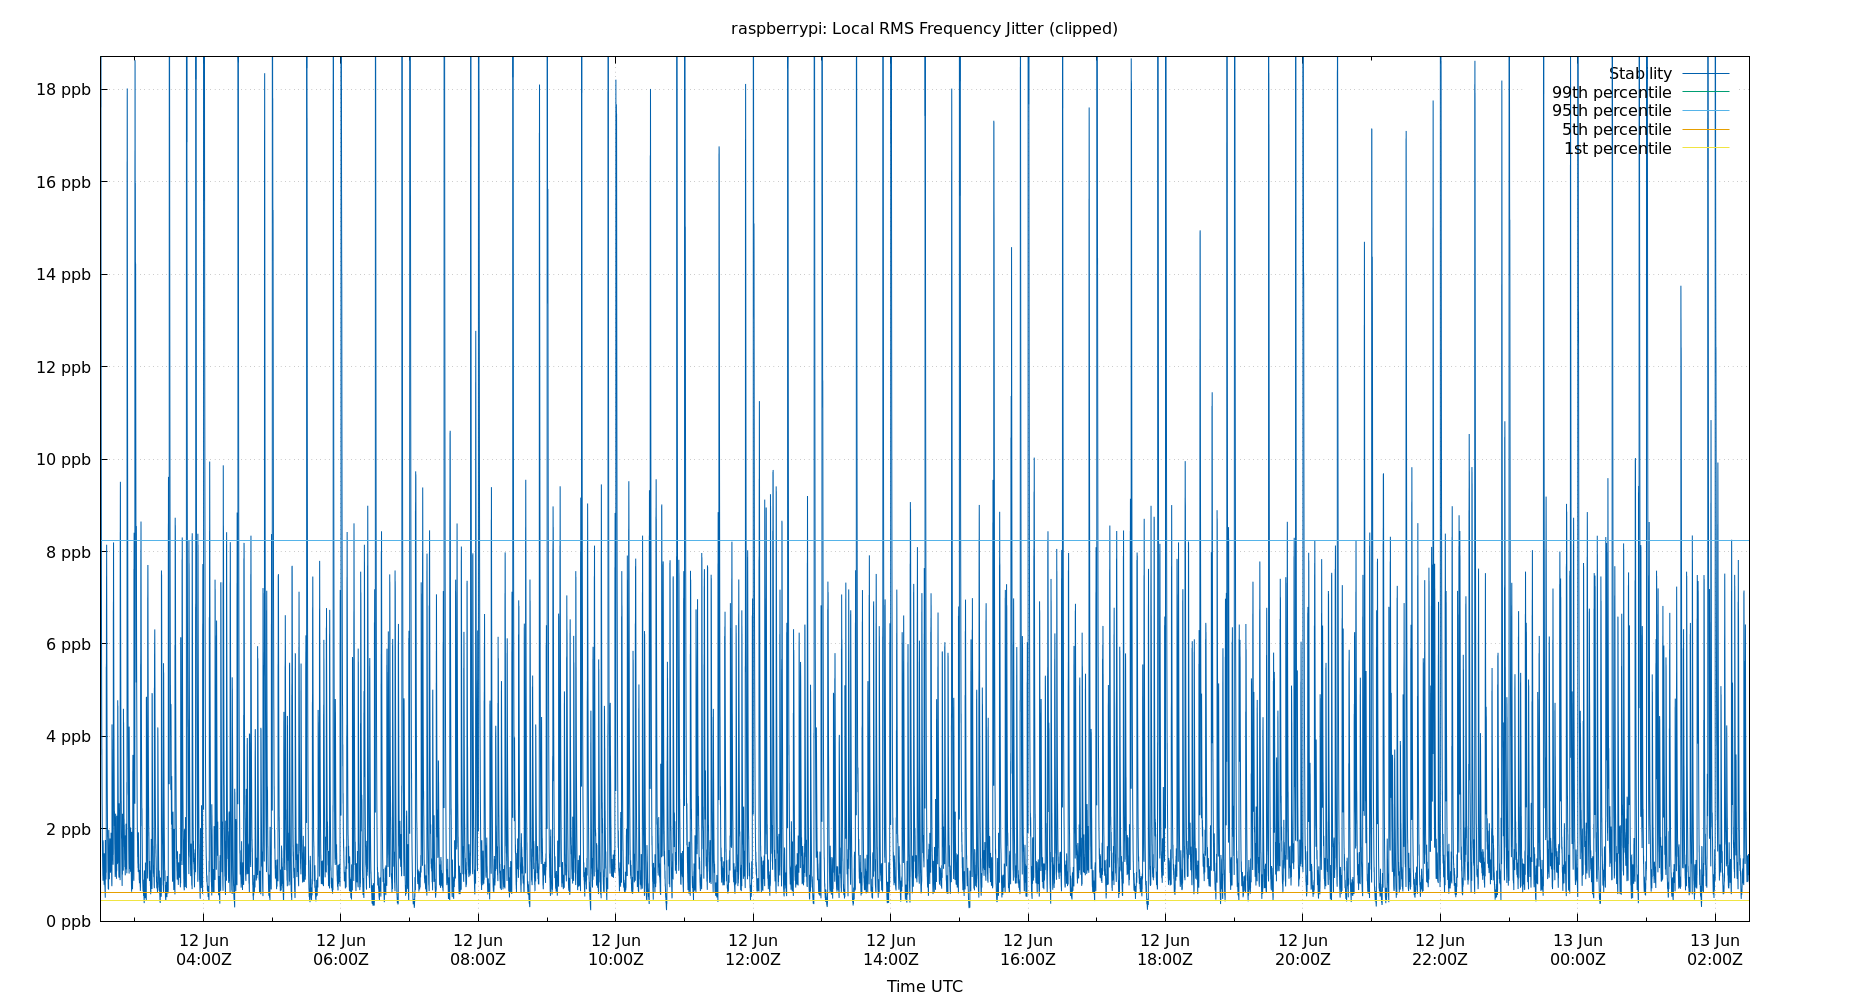 raspberrypi: Local RMS Frequency Jitter (clipped)
18 ppb
16 ppb
14 ppb
12 ppb
10 ppb
8 ppb
6 ppb
4 ppb
2 ppb
0 ppb
Stability
99th percentile
95th percentile
5th percentile
1st percentile
12 Jun 12 Jun 12 Jun 12 Jun 12 Jun 12 Jun 12 Jun 12 Jun 12 Jun 12 Jun 13 Jun 13 Jun
04:00Z 06:00Z 08:00Z 10:00Z 12:00Z 14:00Z 16:00Z 18:00Z 20:00Z 22:00Z 00:00Z 02:00Z
Time UTC